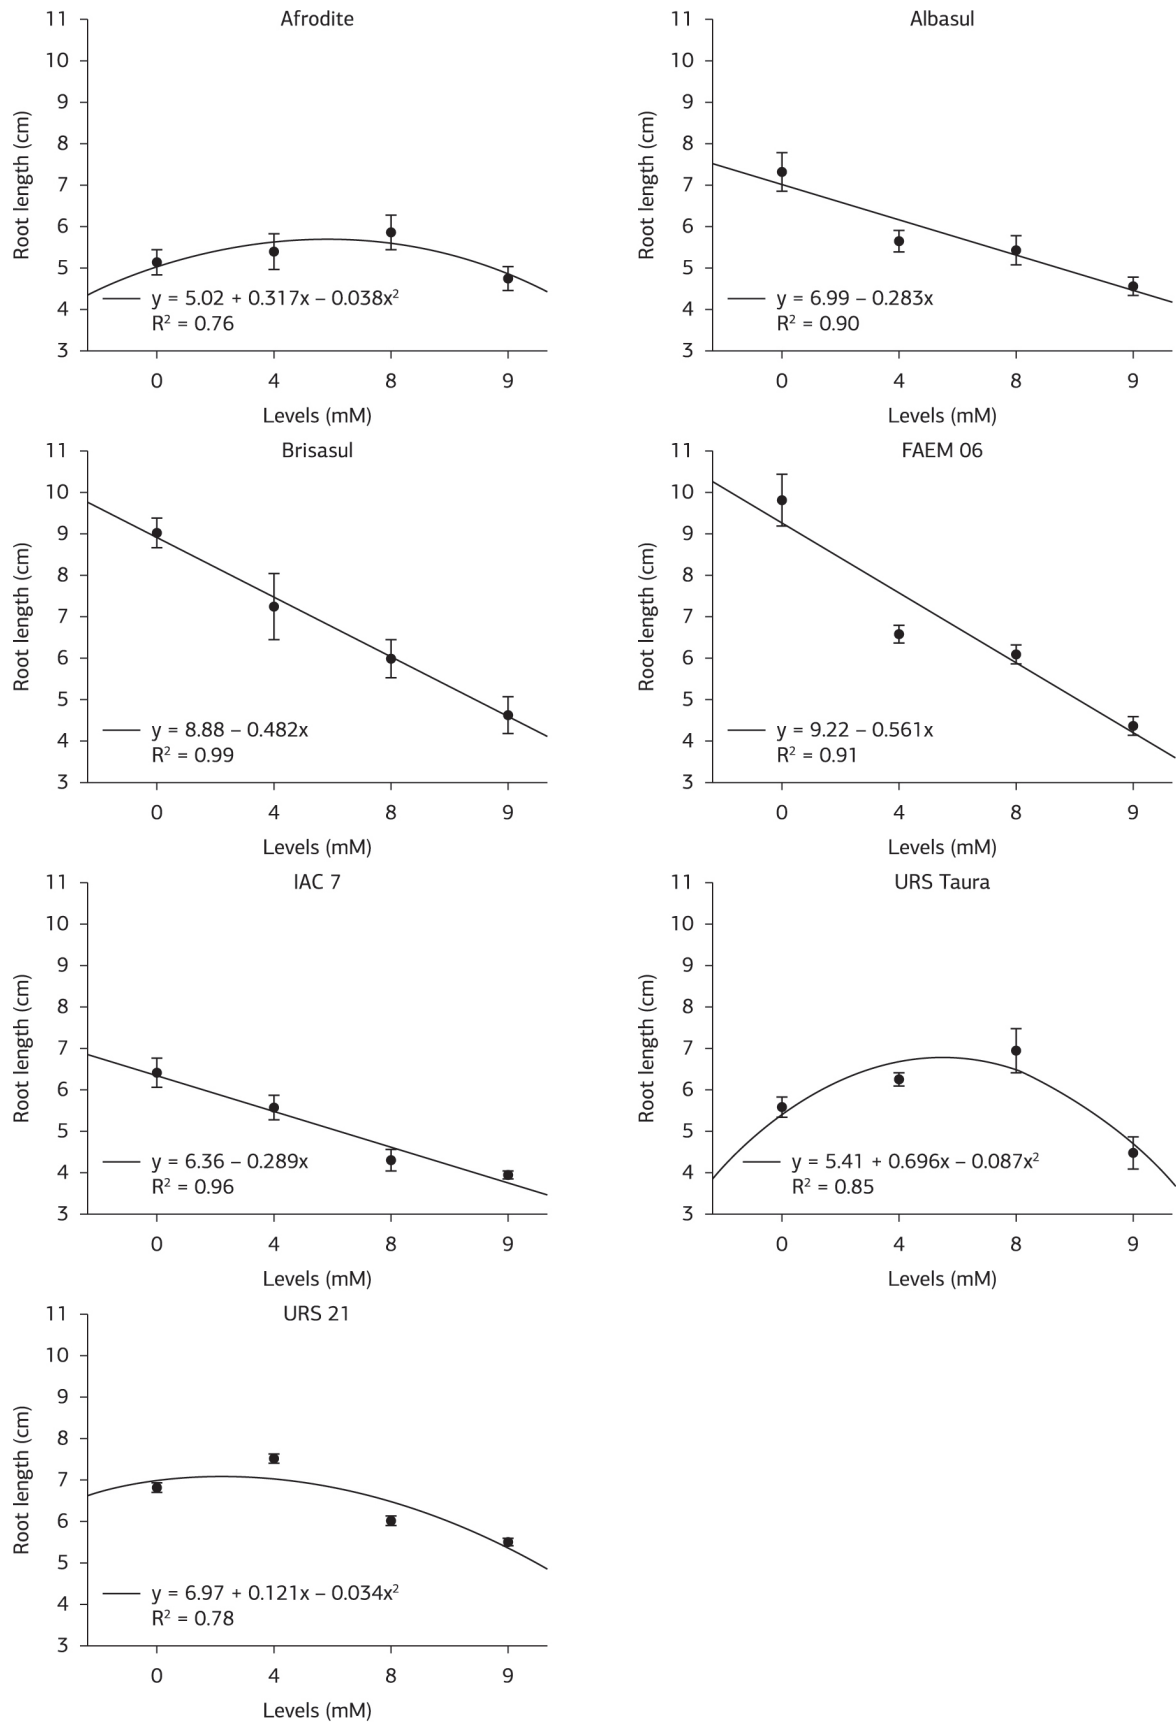 Afrodite
11
10
9
8
7
6
5
4
3
Root length (cm)
y = 5.02 + 0.317x – 0.038x²
R² = 0.76
0 4 8 9
Levels (mM)
Albasul
11
10
9
8
7
6
5
4
3
Root length (cm)
y = 6.99 – 0.283x
R² = 0.90
0 4 8 9
Levels (mM)
Brisasul
11
10
9
8
7
6
5
4
3
Root length (cm)
y = 8.88 – 0.482x
R² = 0.99
0 4 8 9
Levels (mM)
FAEM 06
11
10
9
8
7
6
5
4
3
Root length (cm)
y = 9.22 – 0.561x
R² = 0.91
0 4 8 9
Levels (mM)
IAC 7
11
10
9
8
7
6
5
4
3
Root length (cm)
y = 6.36 – 0.289x
R² = 0.96
0 4 8 9
Levels (mM)
URS Taura
11
10
9
8
7
6
5
4
3
Root length (cm)
y = 5.41 + 0.696x – 0.087x²
R² = 0.85
0 4 8 9
Levels (mM)
URS 21
11
10
9
8
7
6
5
4
3
Root length (cm)
y = 6.97 + 0.121x – 0.034x²
R² = 0.78
0 4 8 9
Levels (mM)